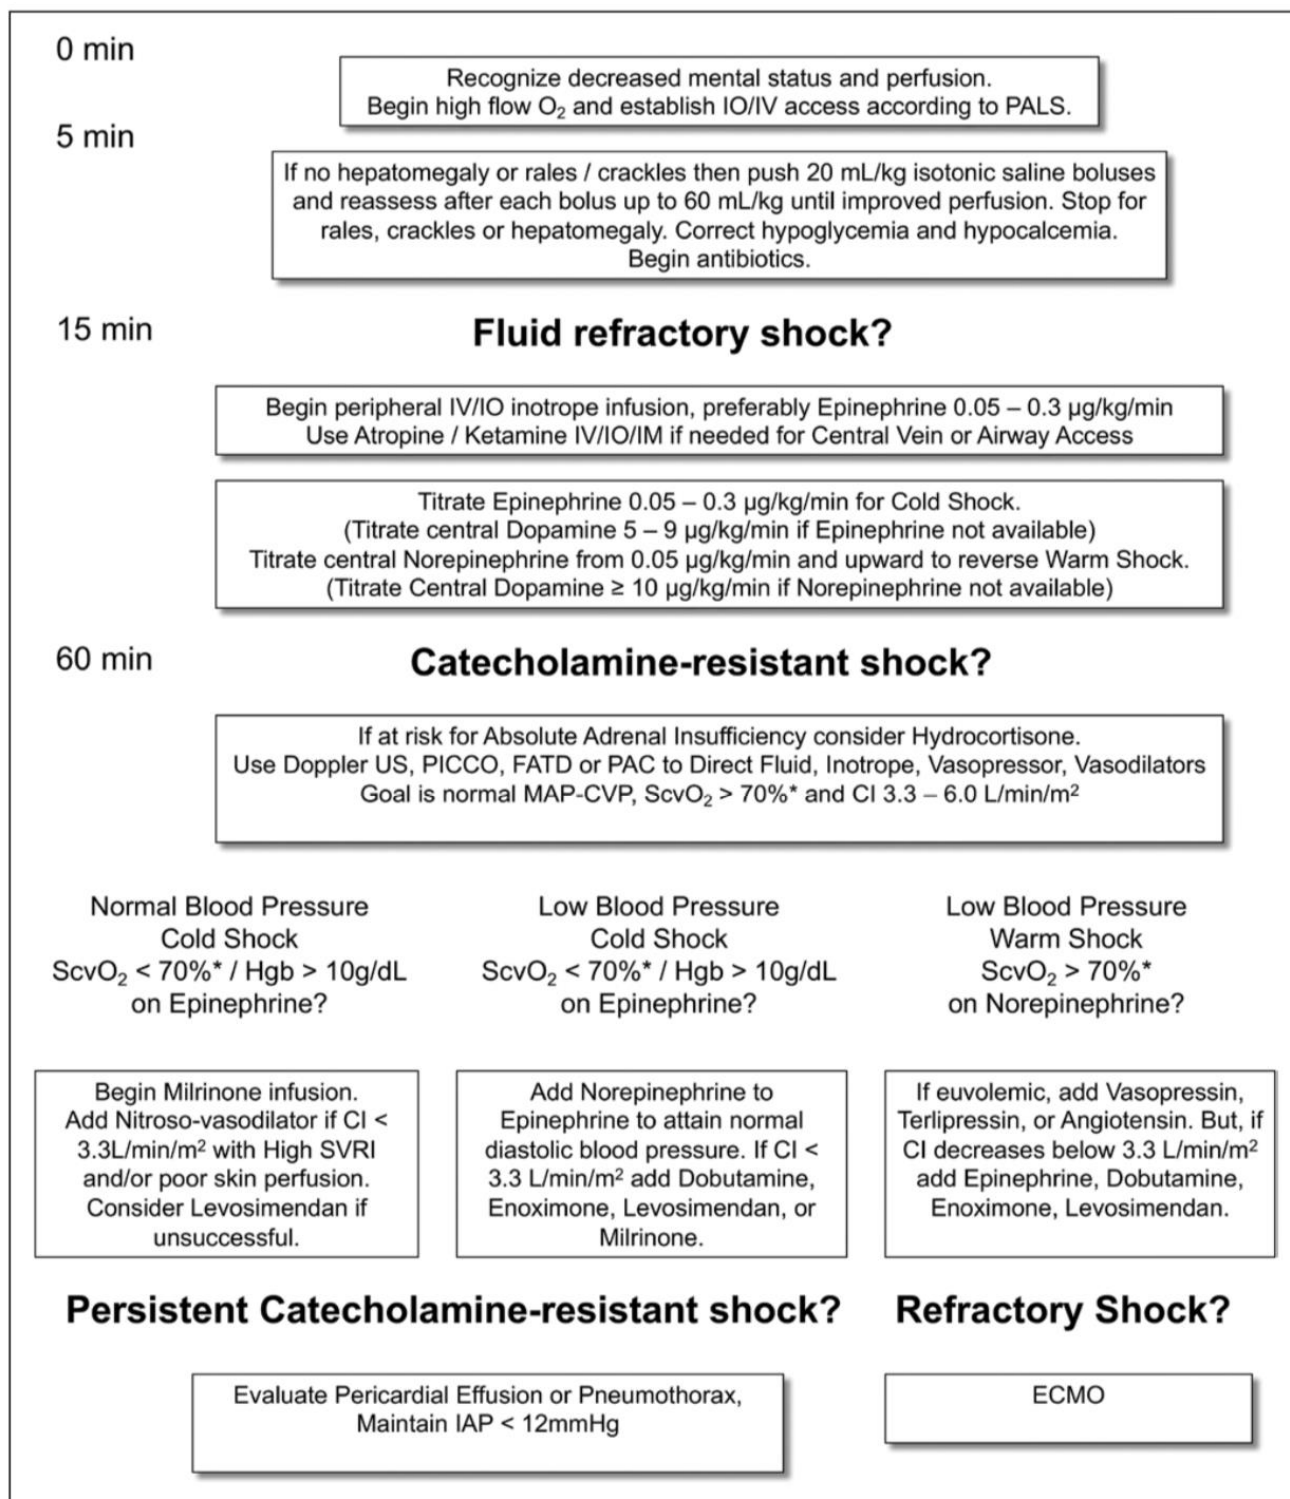 0 min
Recognize decreased mental status and perfusion.
Begin high flow O₂ and establish IO/IV access according to PALS.
5 min
If no hepatomegaly or rales / crackles then push 20 mL/kg isotonic saline boluses
and reassess after each bolus up to 60 mL/kg until improved perfusion. Stop for
rales, crackles or hepatomegaly. Correct hypoglycemia and hypocalcemia.
Begin antibiotics.
15 min
Fluid refractory shock?
Begin peripheral IV/IO inotrope infusion, preferably Epinephrine 0.05 – 0.3 µg/kg/min
Use Atropine / Ketamine IV/IO/IM if needed for Central Vein or Airway Access
Titrate Epinephrine 0.05 – 0.3 µg/kg/min for Cold Shock.
(Titrate central Dopamine 5 – 9 µg/kg/min if Epinephrine not available)
Titrate central Norepinephrine from 0.05 µg/kg/min and upward to reverse Warm Shock.
(Titrate Central Dopamine ≥ 10 µg/kg/min if Norepinephrine not available)
60 min
Catecholamine-resistant shock?
If at risk for Absolute Adrenal Insufficiency consider Hydrocortisone.
Use Doppler US, PICCO, FATD or PAC to Direct Fluid, Inotrope, Vasopressor, Vasodilators
Goal is normal MAP-CVP, ScvO₂ > 70%* and CI 3.3 – 6.0 L/min/m²
Normal Blood Pressure
Cold Shock
ScvO₂ < 70%* / Hgb > 10g/dL
on Epinephrine?
Low Blood Pressure
Cold Shock
ScvO₂ < 70%* / Hgb > 10g/dL
on Epinephrine?
Low Blood Pressure
Warm Shock
ScvO₂ > 70%*
on Norepinephrine?
Begin Milrinone infusion.
Add Nitroso-vasodilator if CI <
3.3L/min/m² with High SVRI
and/or poor skin perfusion.
Consider Levosimendan if
unsuccessful.
Add Norepinephrine to
Epinephrine to attain normal
diastolic blood pressure. If CI <
3.3 L/min/m² add Dobutamine,
Enoximone, Levosimendan, or
Milrinone.
If euvolemic, add Vasopressin,
Terlipressin, or Angiotensin. But, if
CI decreases below 3.3 L/min/m²
add Epinephrine, Dobutamine,
Enoximone, Levosimendan.
Persistent Catecholamine-resistant shock?
Refractory Shock?
Evaluate Pericardial Effusion or Pneumothorax,
Maintain IAP < 12mmHg
ECMO